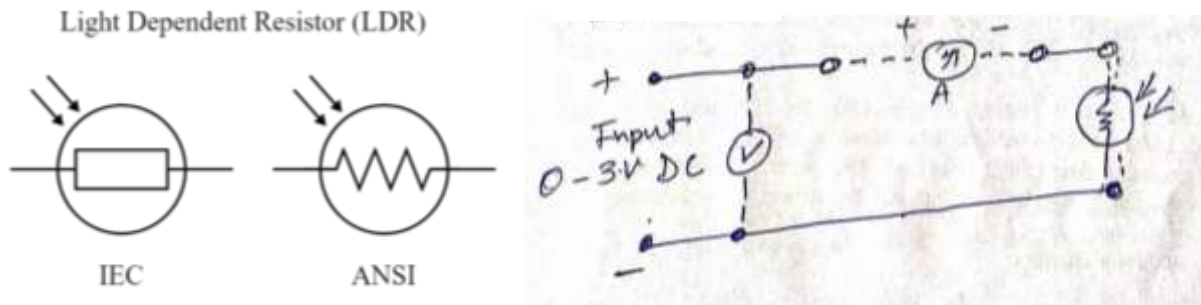 Light Dependent Resistor (LDR)
IEC
ANSI
+ -
+
A
Input
V
0-3V DC
-